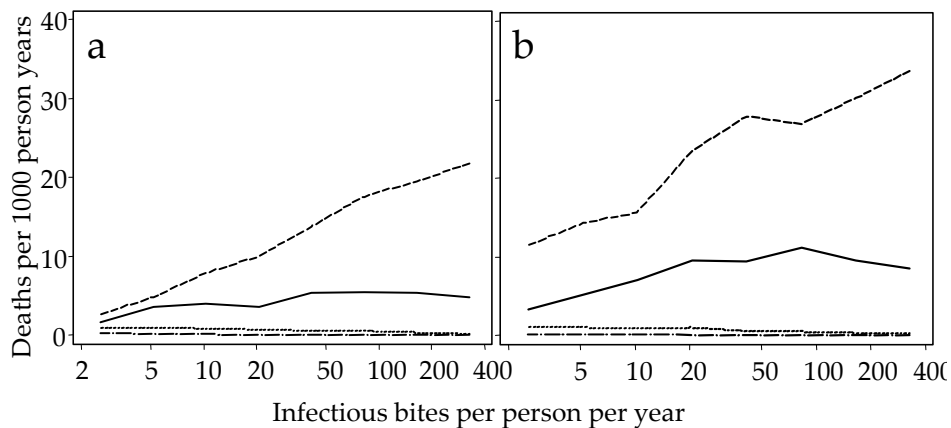 Deaths per 1000 person years
40
30
20
10
0
a
b
2 5 10 20 50 100 200 400
5 10 20 50 100 200 400
Infectious bites per person per year